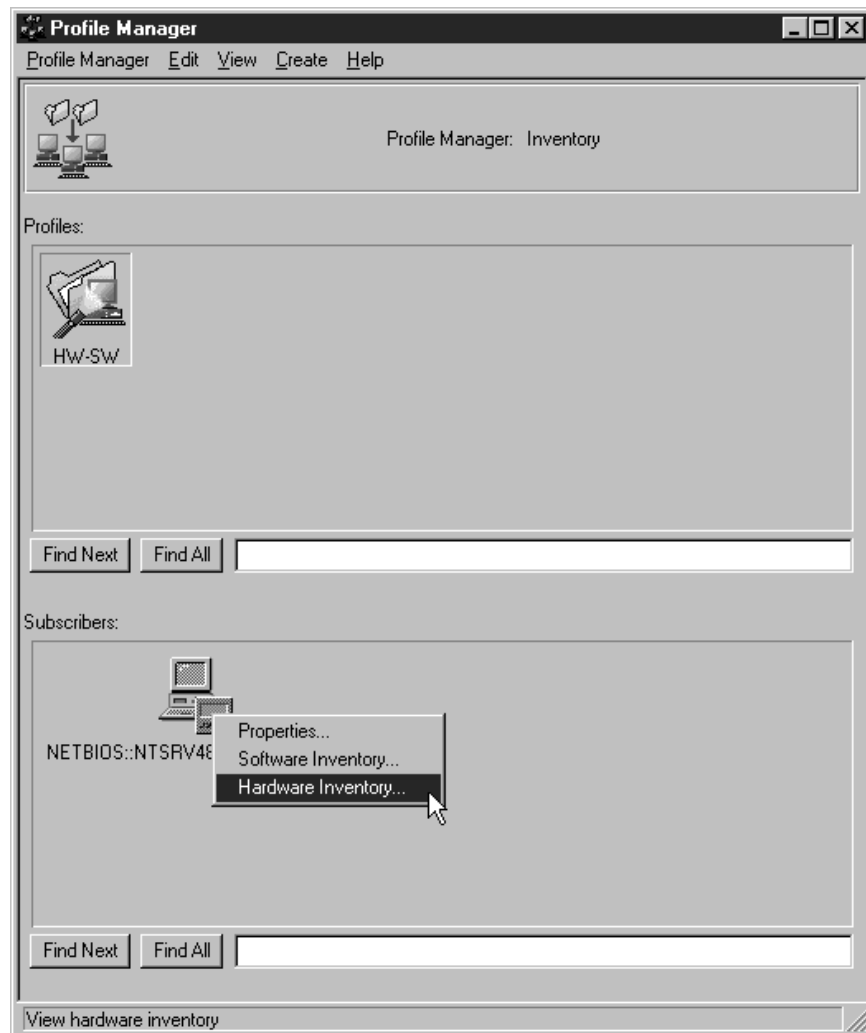 Profile Manager
Profile Manager Edit View Create Help
Profile Manager: Inventory
Profiles:
HW-SW
Find Next Find All
Subscribers:
Properties...
NETBIOS::NTSRV48
Software Inventory...
Hardware Inventory...
Find Next Find All
View hardware inventory